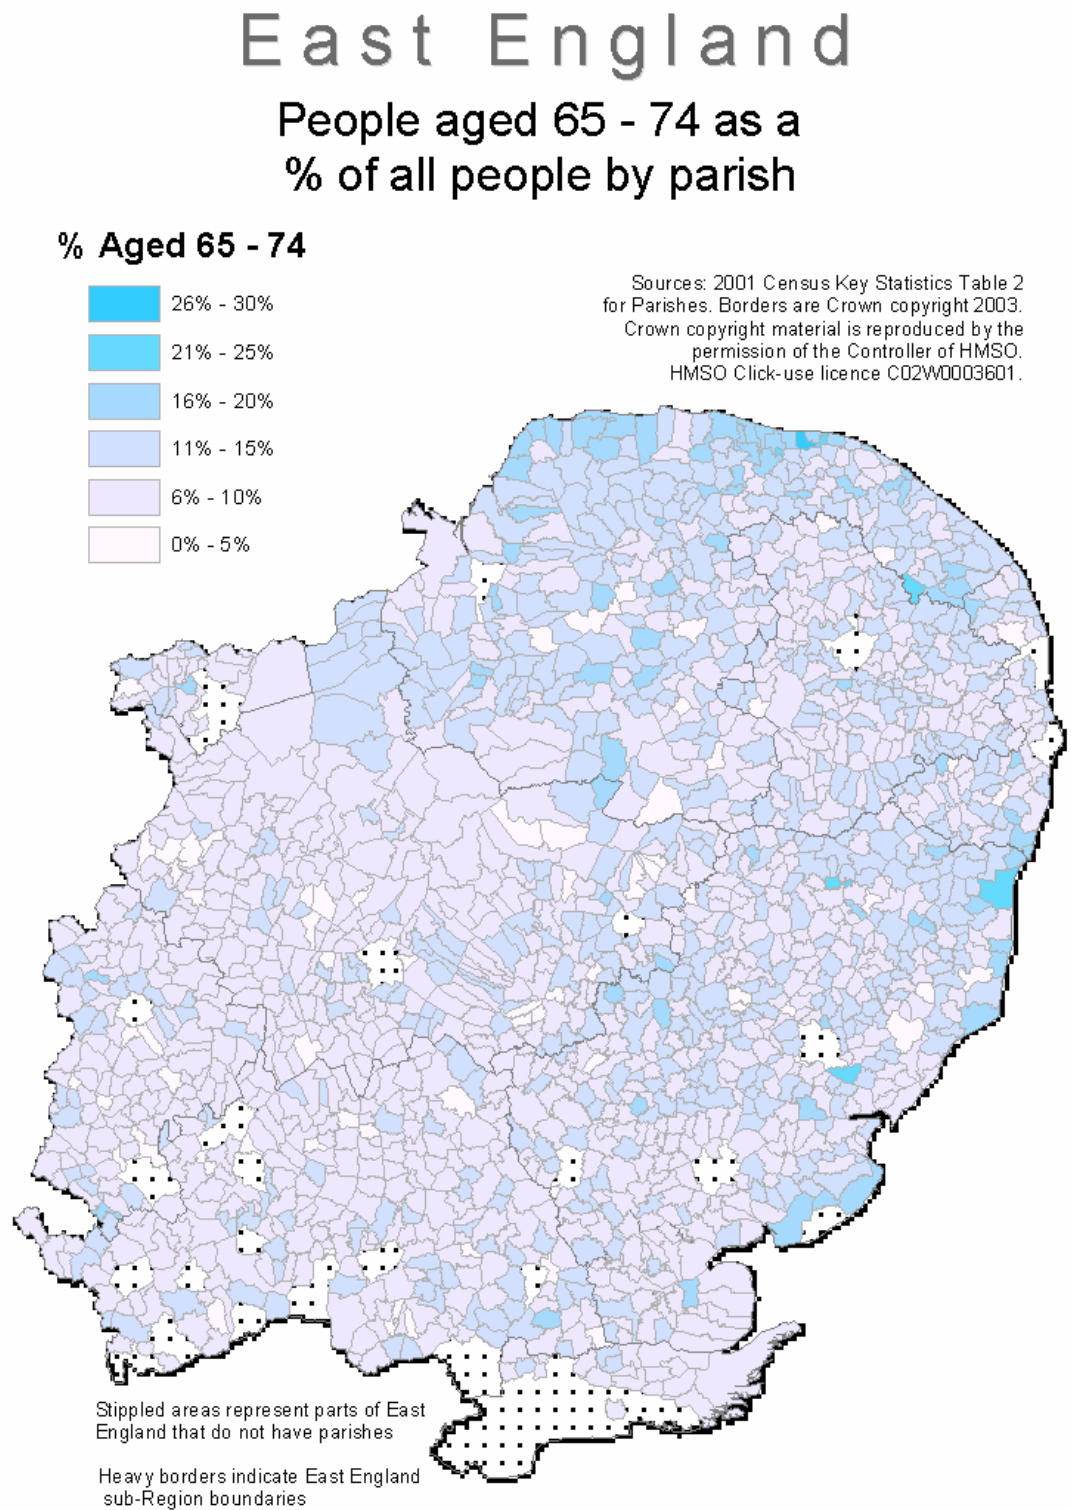 East England
People aged 65 - 74 as a
% of all people by parish
% Aged 65 - 74
26% - 30%
21% - 25%
16% - 20%
11% - 15%
6% - 10%
0% - 5%
Sources: 2001 Census Key Statistics Table 2
for Parishes. Borders are Crown copyright 2003.
Crown copyright material is reproduced by the
permission of the Controller of HMSO.
HMSO Click-use licence C02W0003601.
Stippled areas represent parts of East
England that do not have parishes
Heavy borders indicate East England
sub-Region boundaries